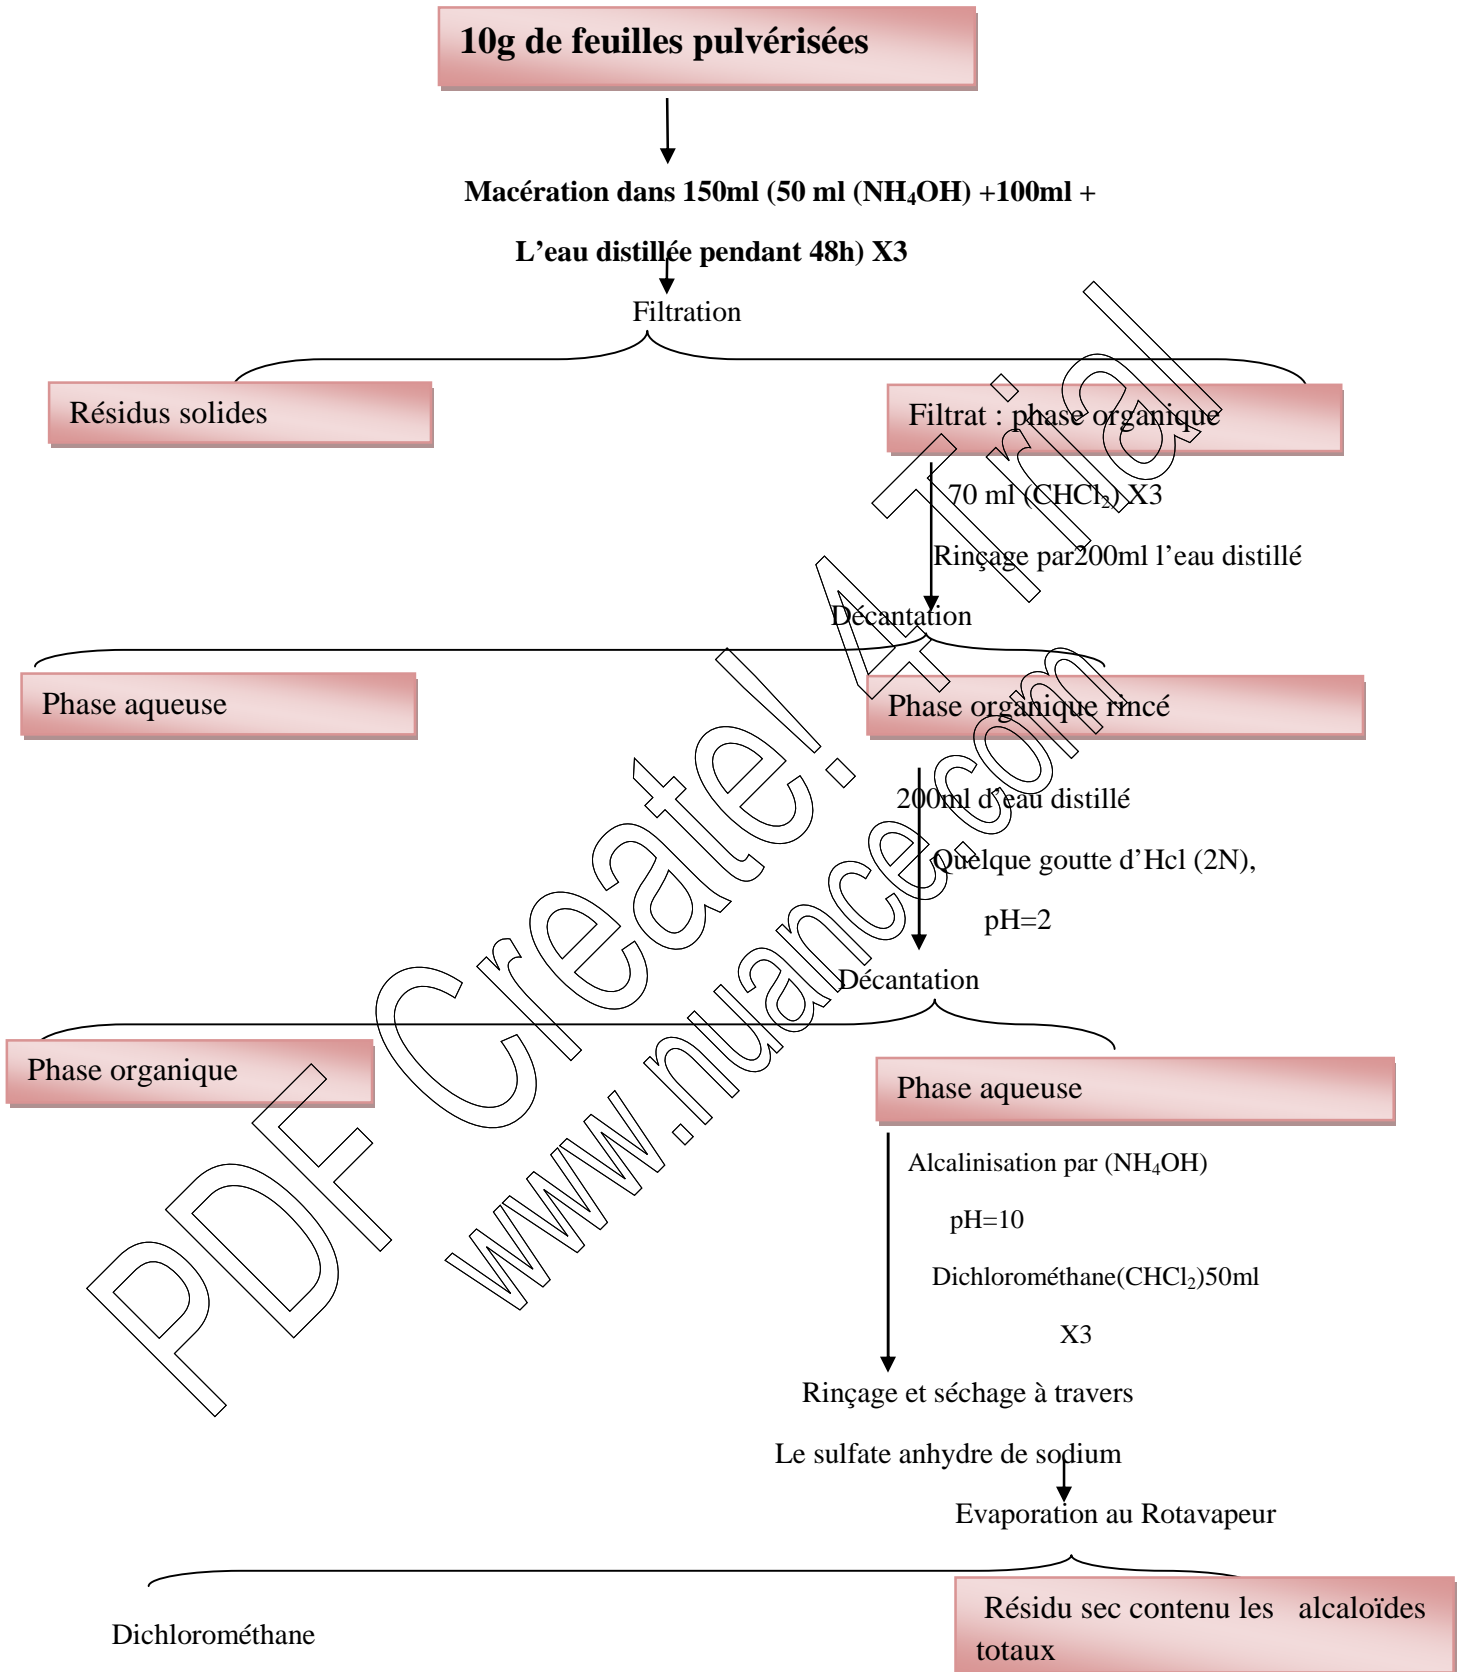 10g de feuilles pulvérisées
Macération dans 150ml (50 ml (NH₄OH) +100ml +
L’eau distillée pendant 48h) X3
Filtration
Résidus solides
Filtrat : phase organique
70 ml (CHCl₂) X3
Rinçage par200ml l’eau distillé
Décantation
Phase aqueuse
Phase organique rincé
200ml d’eau distillé
Quelque goutte d’Hcl (2N),
pH=2
Décantation
Phase organique
Phase aqueuse
Alcalinisation par (NH₄OH)
pH=10
Dichlorométhane(CHCl₂)50ml
X3
Rinçage et séchage à travers
Le sulfate anhydre de sodium
Evaporation au Rotavapeur
Dichlorométhane
Résidu sec contenu les alcaloïdes
totaux
PDF Create! 4 Trial
www.nuance.com